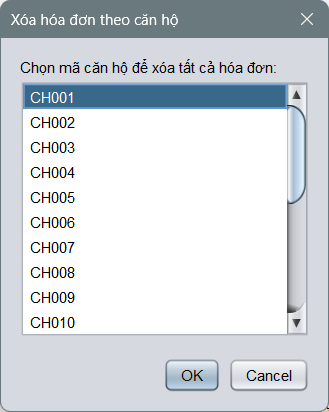 Xóa hóa đơn theo căn hộ
Chọn mã căn hộ để xóa tất cả hóa đơn:
CH001
CH002
CH003
CH004
CH005
CH006
CH007
CH008
CH009
CH010
OK
Cancel